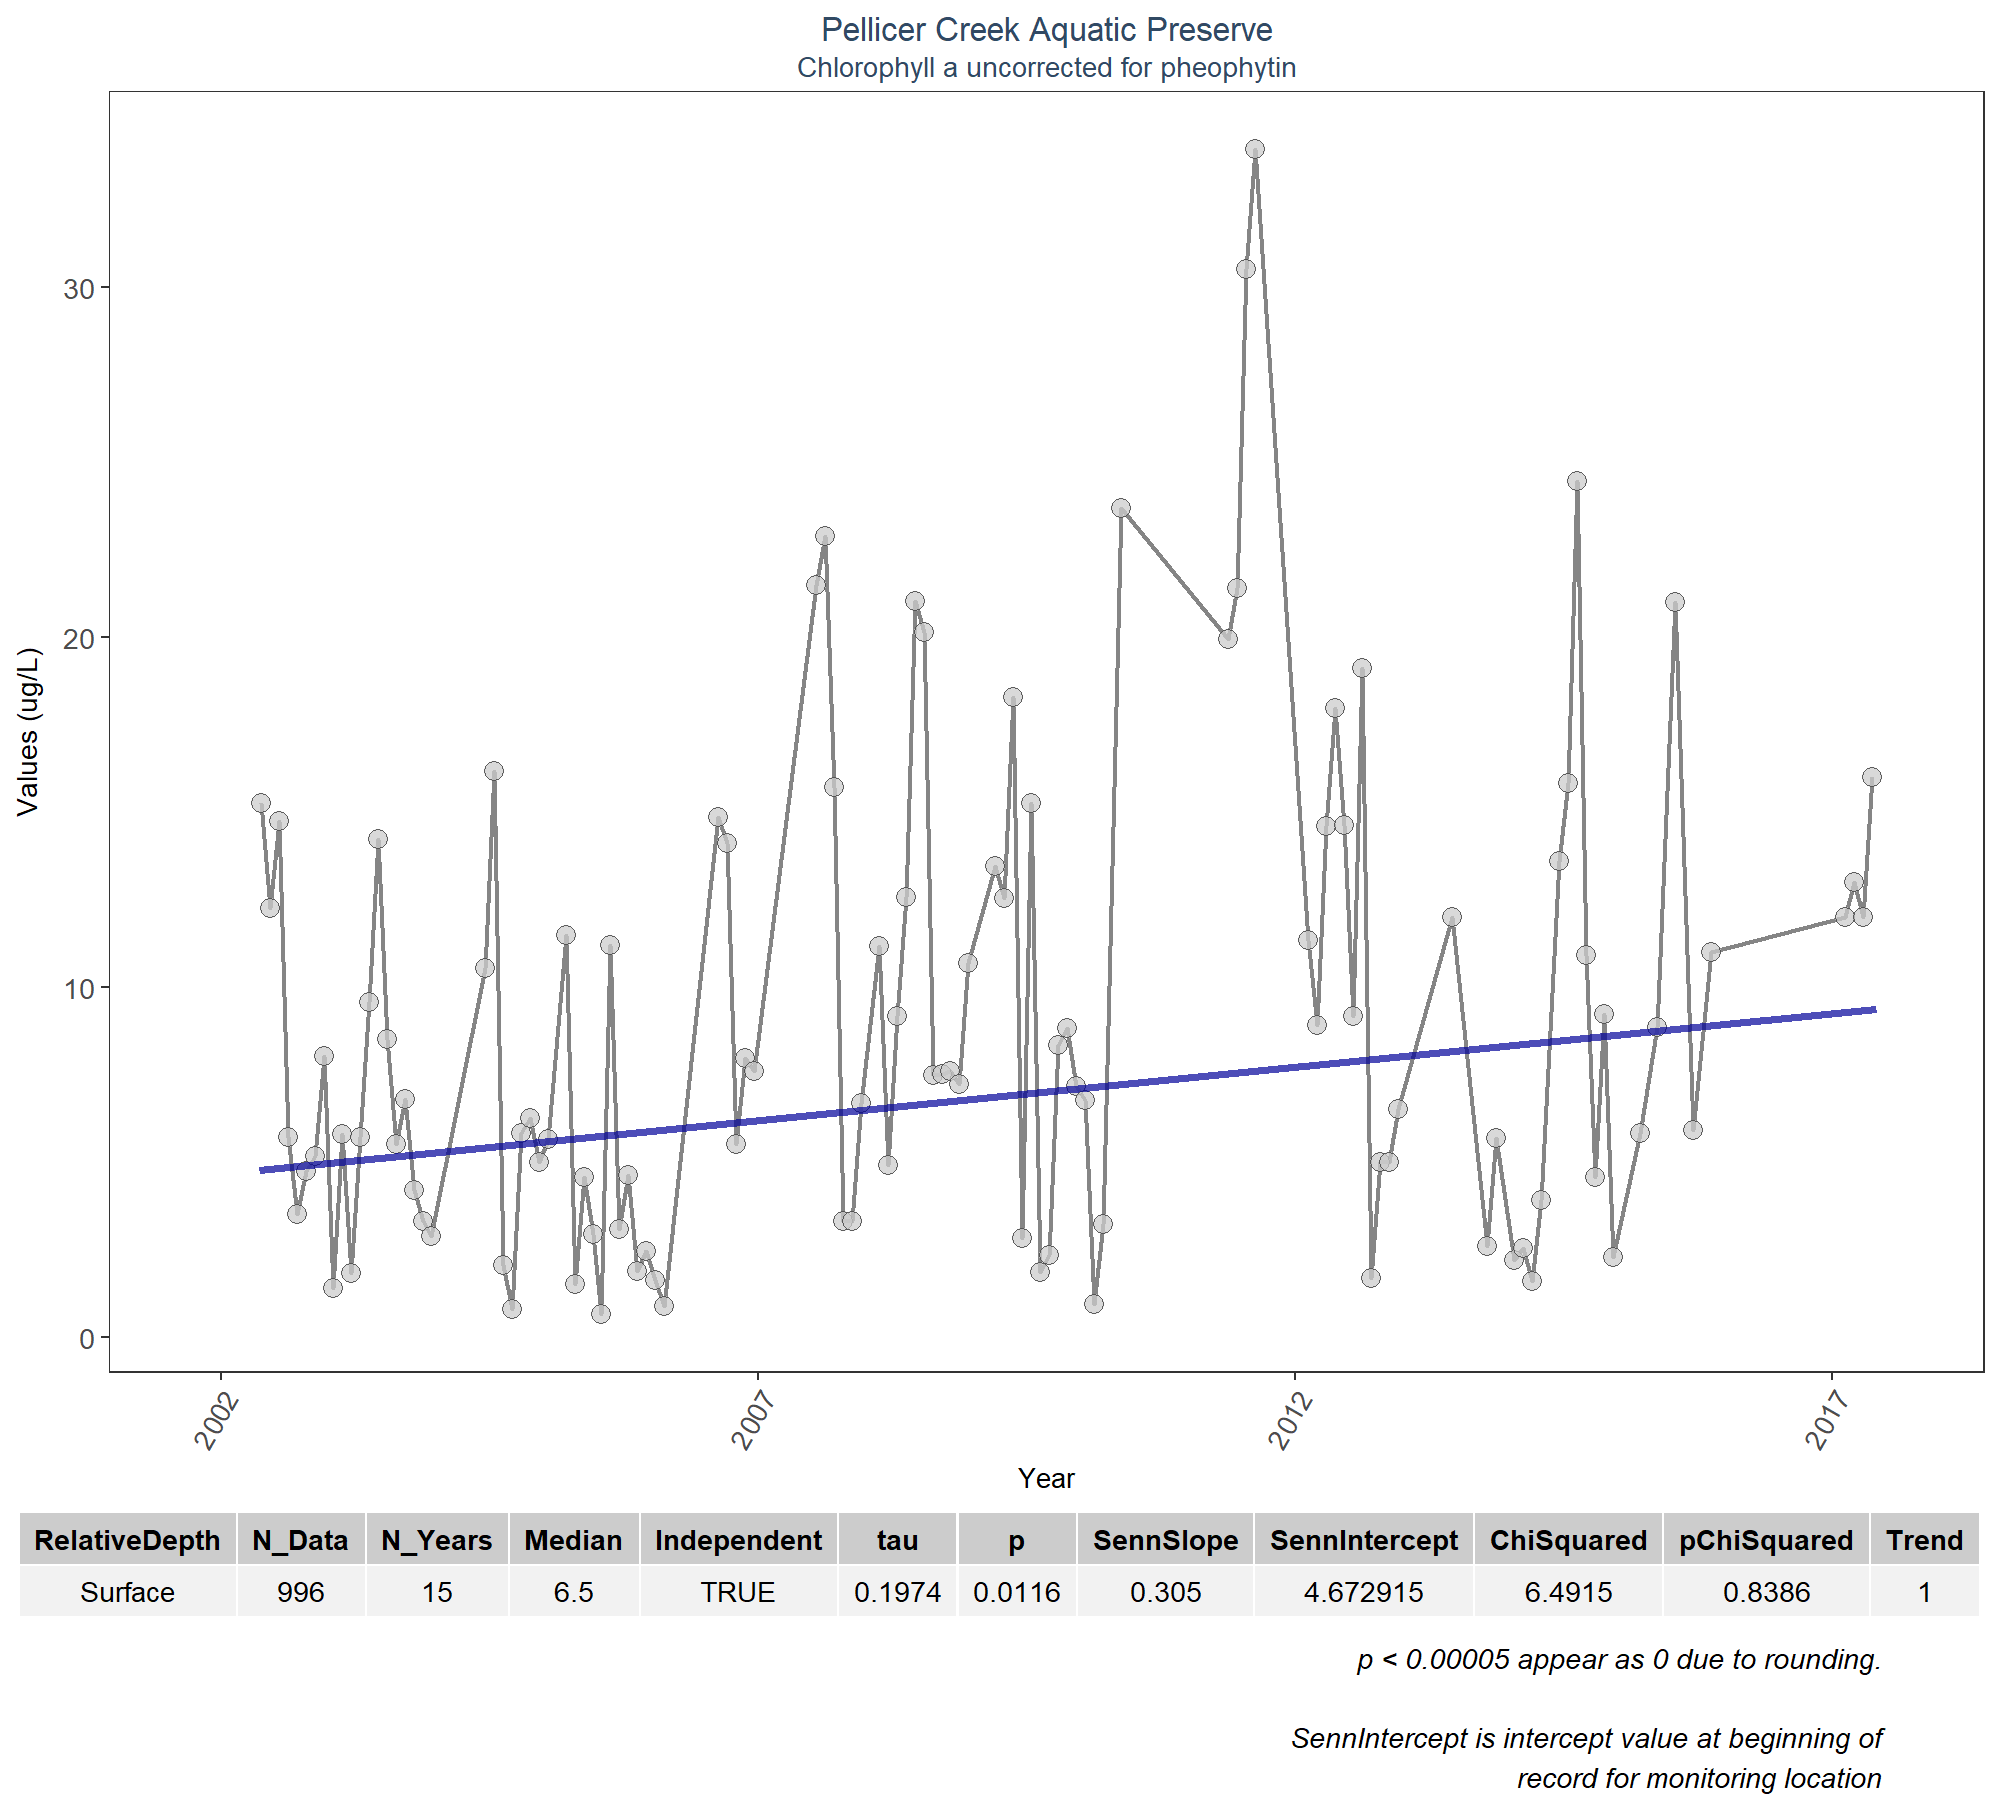 Pellicer Creek Aquatic Preserve
Chlorophyll a uncorrected for pheophytin
Values (ug/L)
30
20
10
0
2002 2007 2012 2017
Year
RelativeDepth N_Data N_Years Median Independent tau p SennSlope SennIntercept ChiSquared pChiSquared Trend
Surface 996 15 6.5 TRUE 0.1974 0.0116 0.305 4.672915 6.4915 0.8386 1
p < 0.00005 appear as 0 due to rounding.
SennIntercept is intercept value at beginning of
record for monitoring location